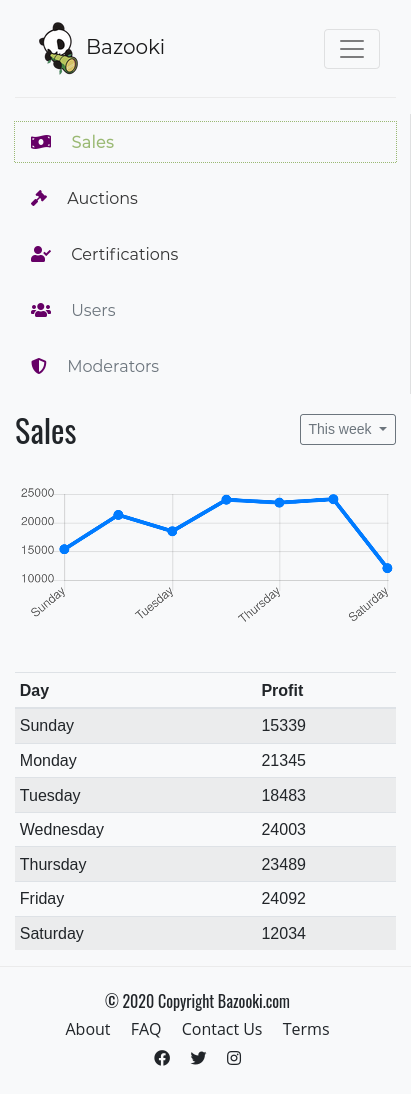 Bazooki
Sales
Auctions
Certifications
Users
Moderators
Sales
This week
25000
20000
15000
10000
Sunday
Tuesday
Thursday
Saturday
Day Profit
Sunday 15339
Monday 21345
Tuesday 18483
Wednesday 24003
Thursday 23489
Friday 24092
Saturday 12034
© 2020 Copyright Bazooki.com
About FAQ Contact Us Terms